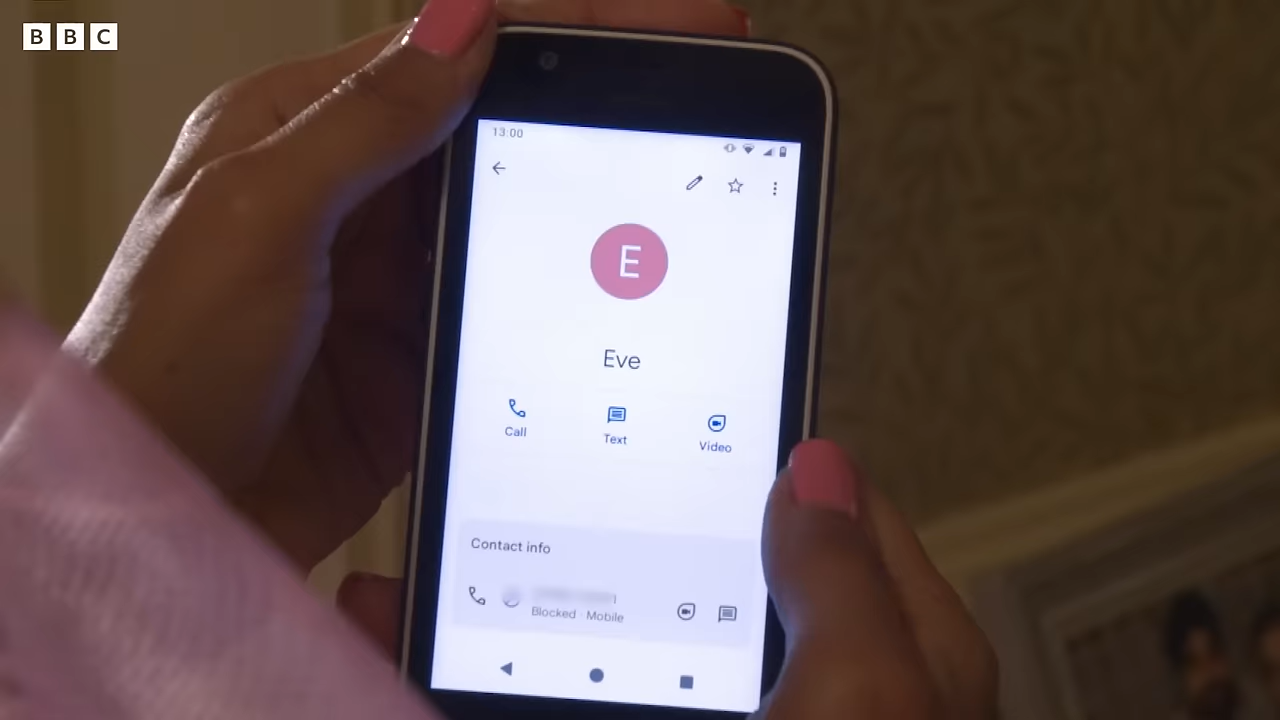 BBC
13:00
E
Eve
Call
Text
Video
Contact info
Blocked · Mobile